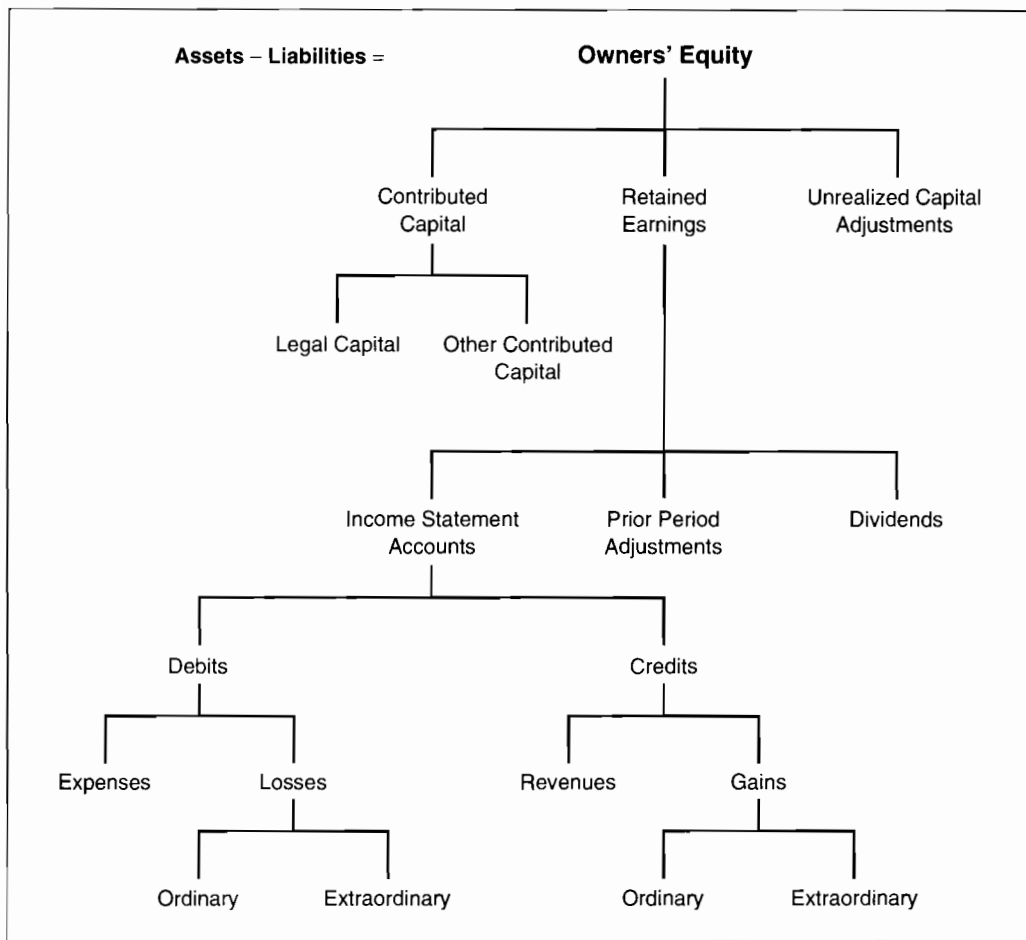 Assets – Liabilities = Owners' Equity
Contributed Capital
Retained Earnings
Unrealized Capital Adjustments
Legal Capital
Other Contributed Capital
Income Statement Accounts
Prior Period Adjustments
Dividends
Debits
Credits
Expenses
Losses
Revenues
Gains
Ordinary
Extraordinary
Ordinary
Extraordinary